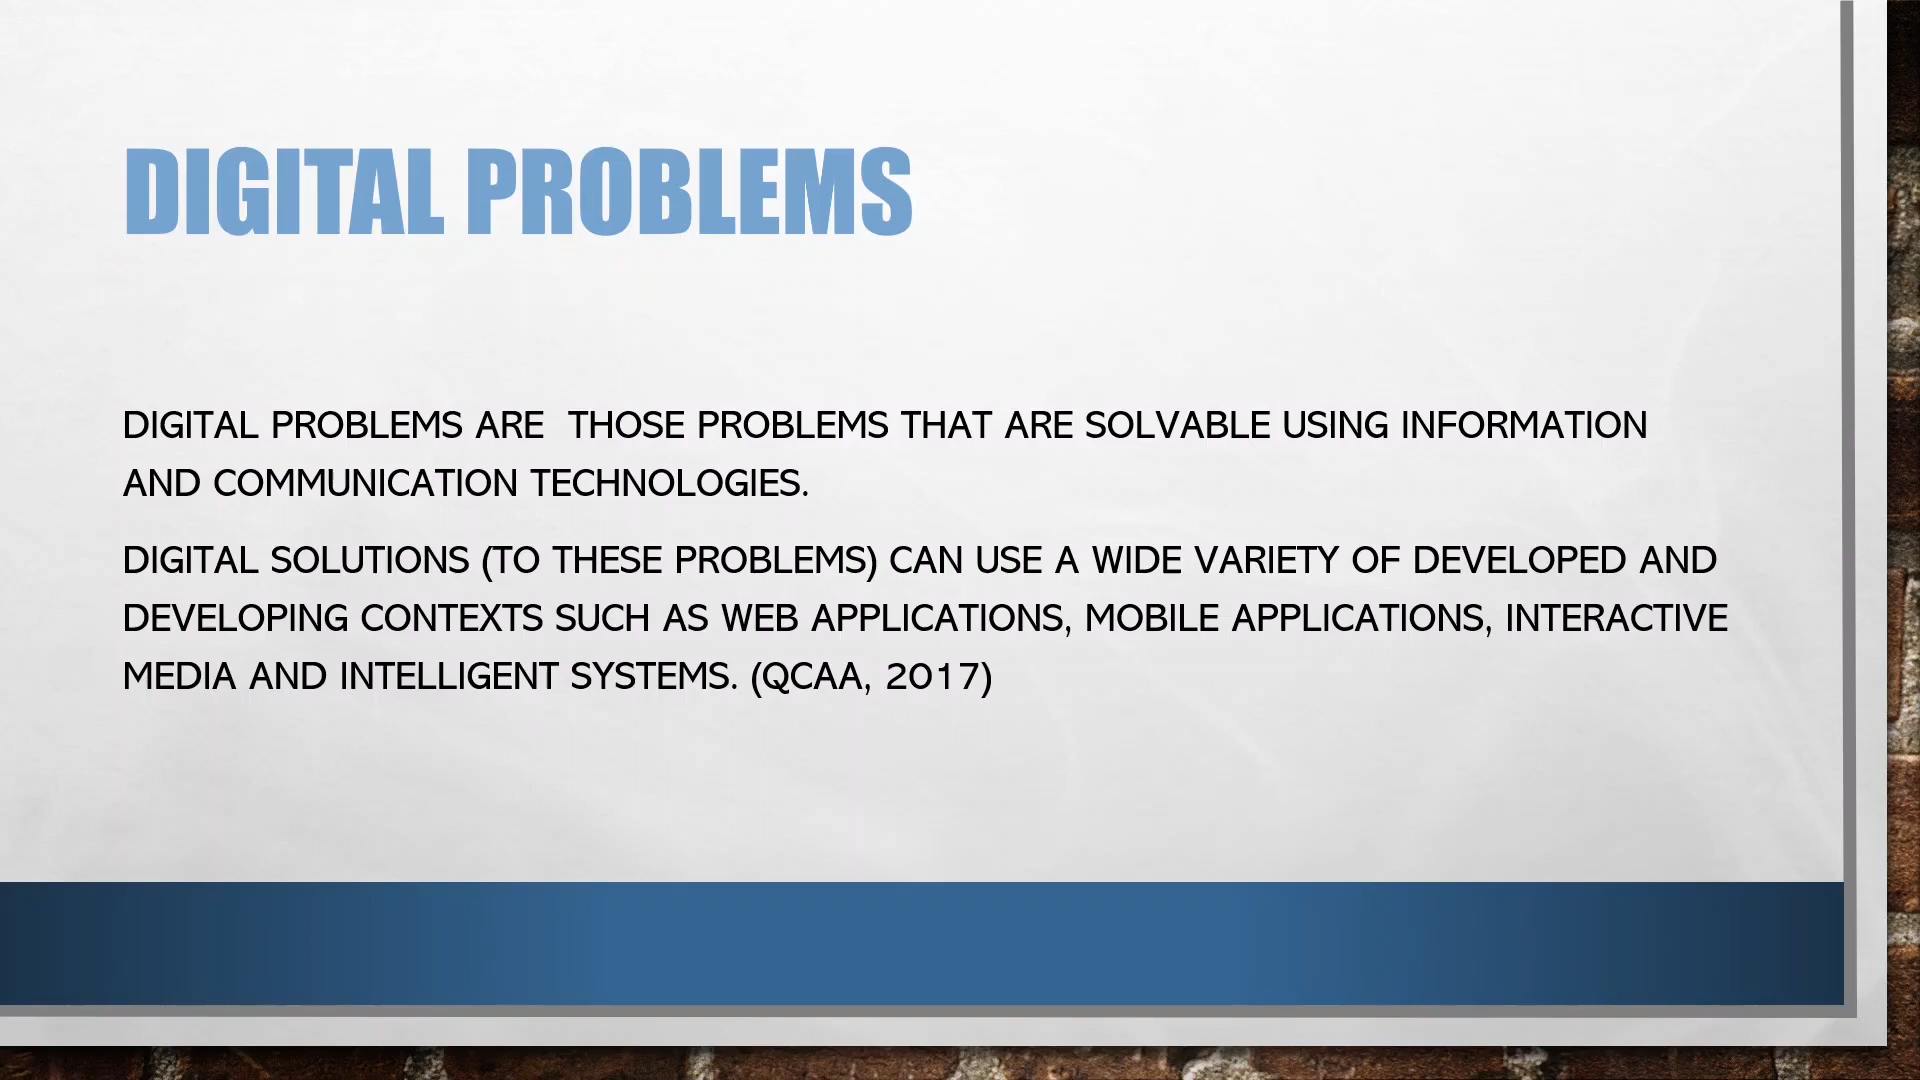 DIGITAL PROBLEMS
DIGITAL PROBLEMS ARE  THOSE PROBLEMS THAT ARE SOLVABLE USING INFORMATION
AND COMMUNICATION TECHNOLOGIES.
DIGITAL SOLUTIONS (TO THESE PROBLEMS) CAN USE A WIDE VARIETY OF DEVELOPED AND
DEVELOPING CONTEXTS SUCH AS WEB APPLICATIONS, MOBILE APPLICATIONS, INTERACTIVE
MEDIA AND INTELLIGENT SYSTEMS. (QCAA, 2017)